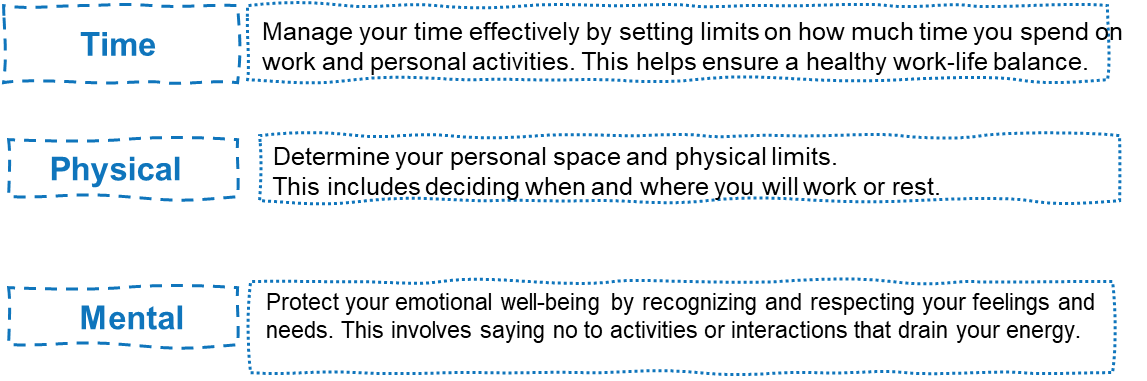 Time
Manage your time effectively by setting limits on how much time you spend on
work and personal activities. This helps ensure a healthy work-life balance.
Physical
Determine your personal space and physical limits.
This includes deciding when and where you will work or rest.
Mental
Protect your emotional well-being by recognizing and respecting your feelings and
needs. This involves saying no to activities or interactions that drain your energy.